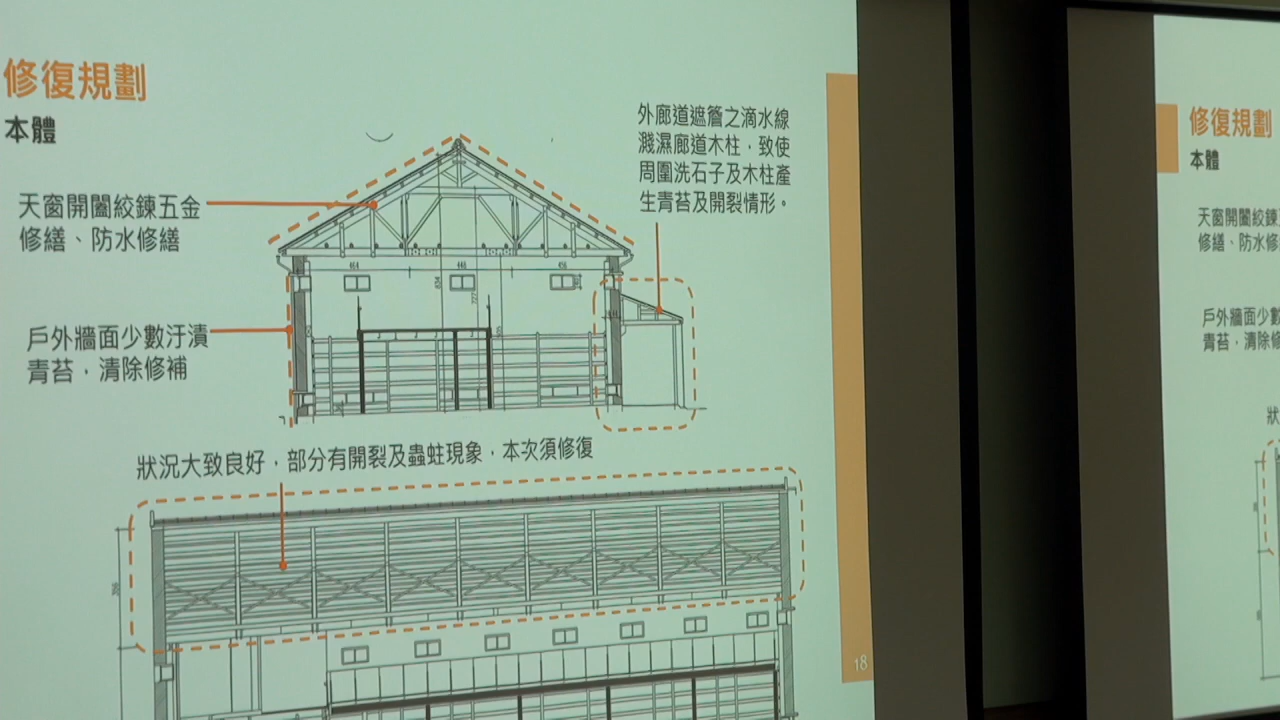 修復規劃
本體
天窗開闔絞鍊五金
修繕、防水修繕
戶外牆面少數汙漬
青苔，清除修補
外廊道遮簷之滴水線
濺濕廊道木柱，致使
周圍洗石子及木柱產
生青苔及開裂情形。
464
446
456
狀況大致良好，部分有開裂及蟲蛀現象，本次須修復
18
修復規劃
本體
天窗開闔絞鍊
修繕、防水修
戶外牆面少數
青苔，清除修
狀